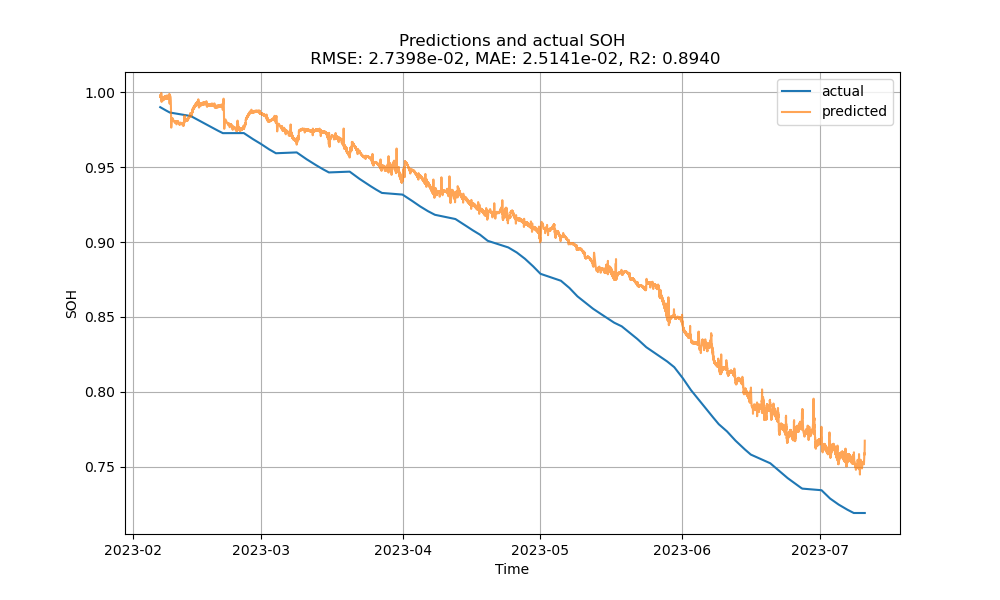 Predictions and actual SOH
RMSE: 2.7398e-02, MAE: 2.5141e-02, R2: 0.8940
actual
predicted
1.00
0.95
0.90
0.85
0.80
0.75
SOH
2023-02 2023-03 2023-04 2023-05 2023-06 2023-07
Time